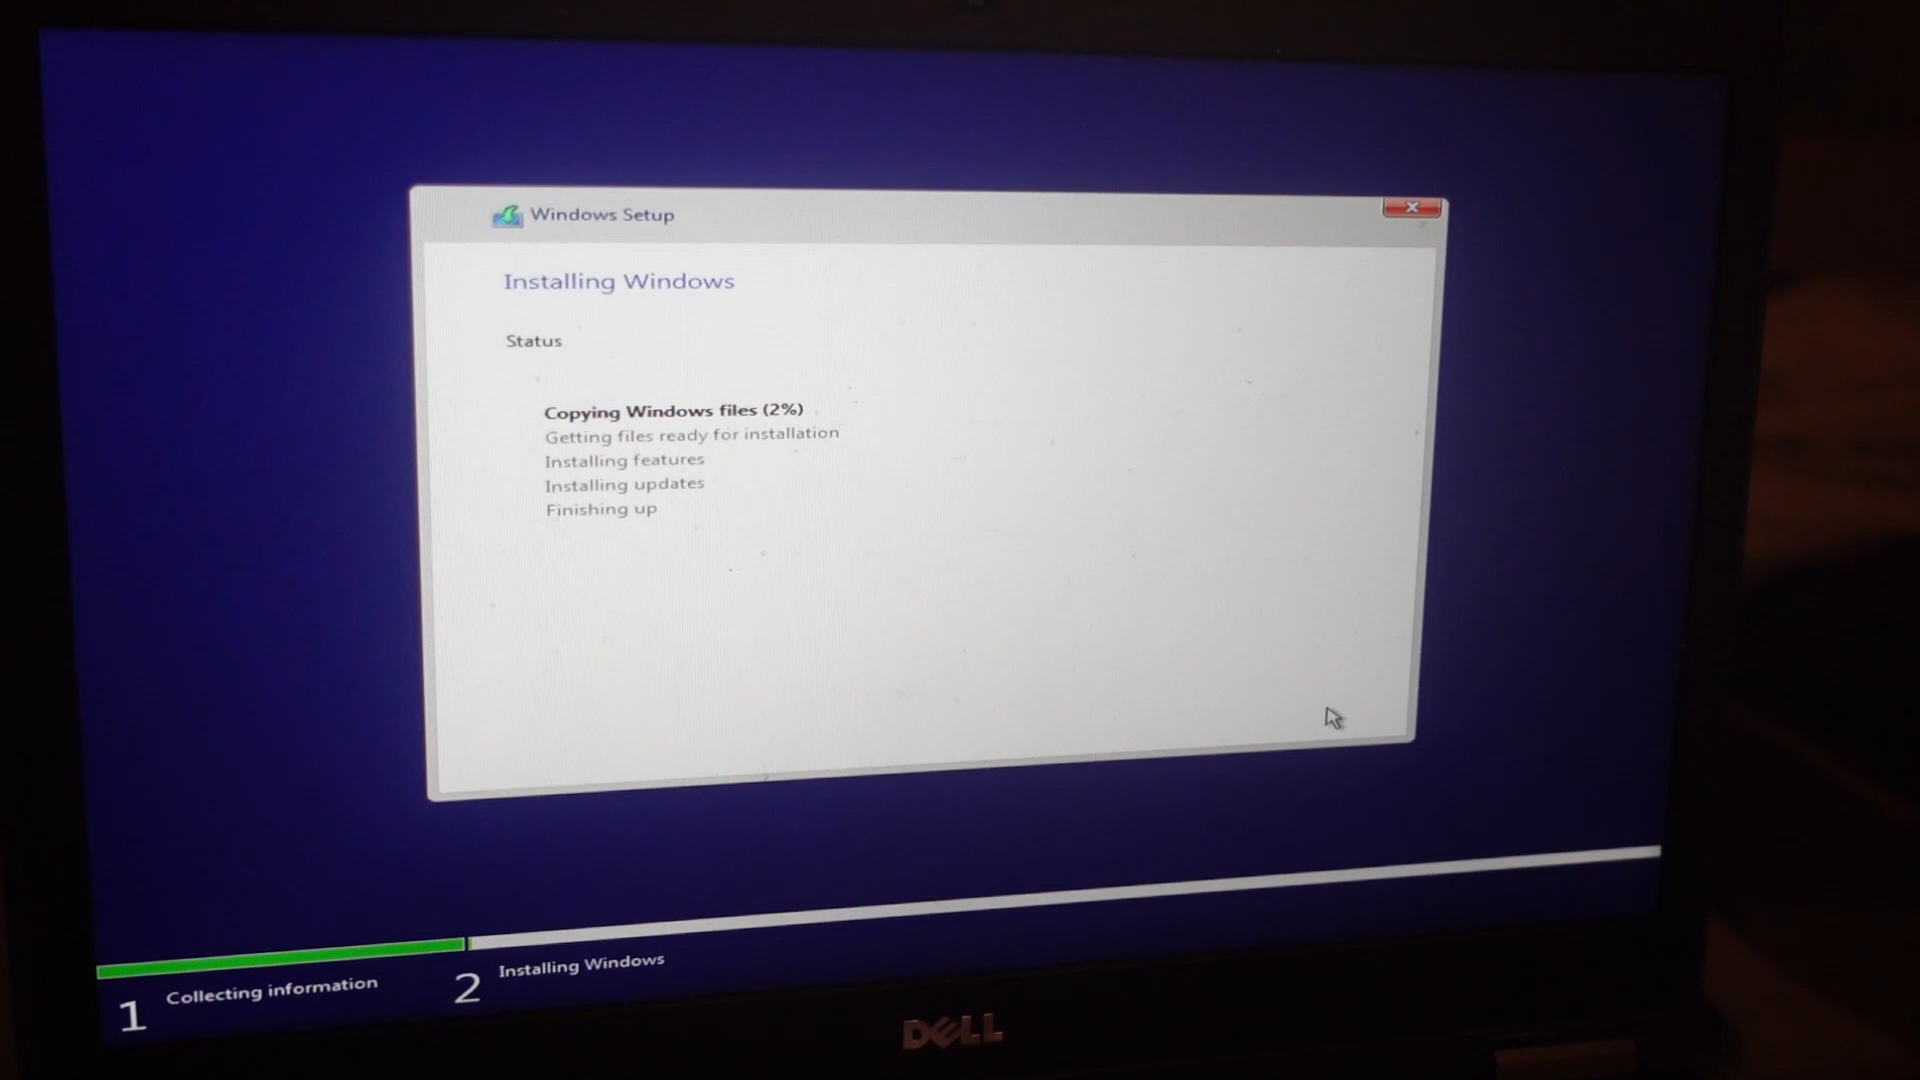 Windows Setup
Installing Windows
Status
Copying Windows files (2%)
Getting files ready for installation
Installing features
Installing updates
Finishing up
1 Collecting information
2 Installing Windows
DELL